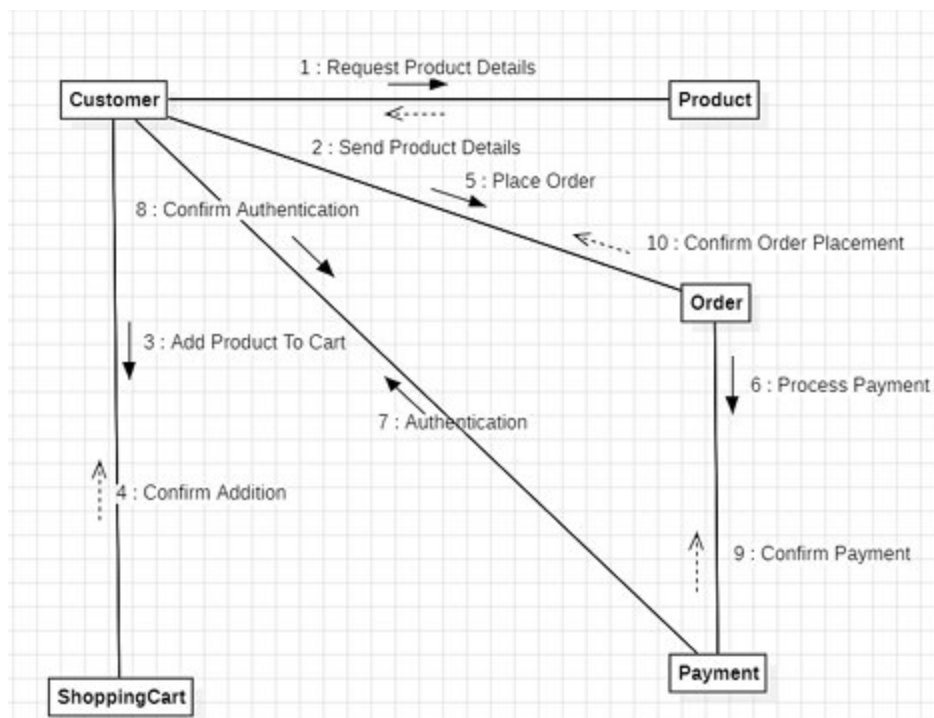 1 : Request Product Details
Customer
Product
2 : Send Product Details
5 : Place Order
8 : Confirm Authentication
10 : Confirm Order Placement
Order
3 : Add Product To Cart
6 : Process Payment
7 : Authentication
4 : Confirm Addition
9 : Confirm Payment
Payment
ShoppingCart